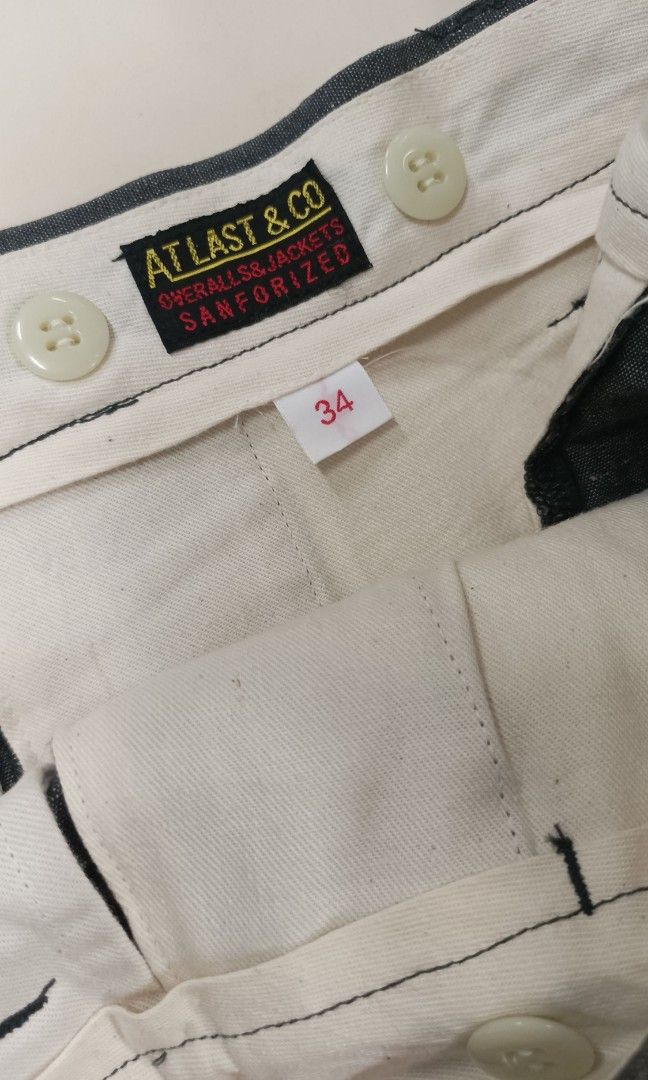 AT LAST & CO
OVERALLS&JACKETS
SANFORIZED
34